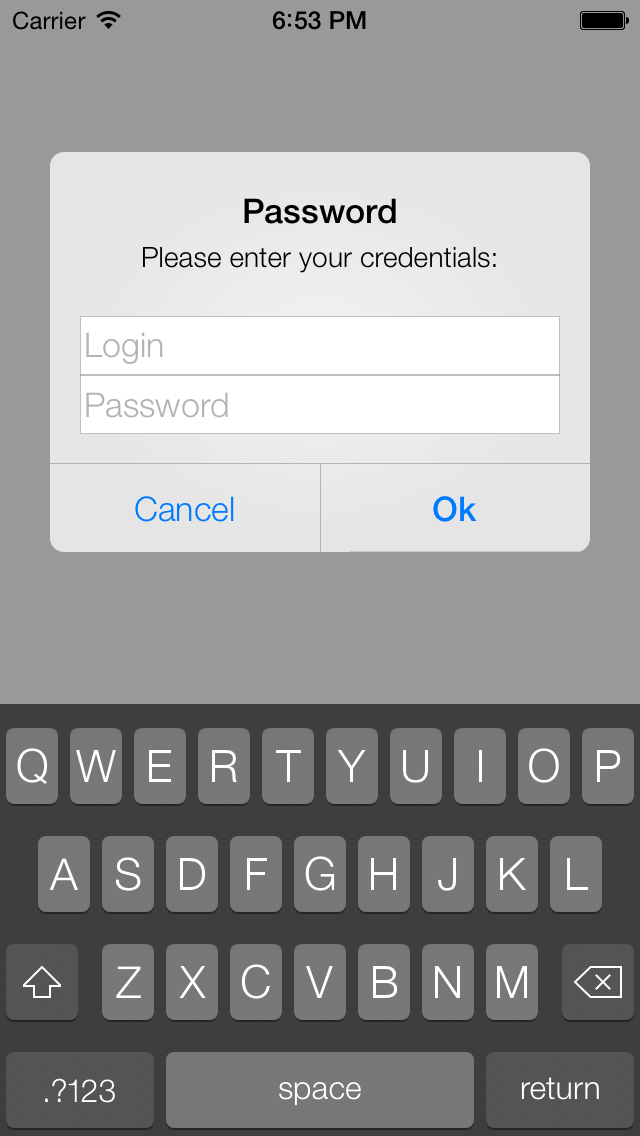 Carrier 6:53 PM
Password
Please enter your credentials:
Login
Password
Cancel Ok
Q W E R T Y U I O P
A S D F G H J K L
Z X C V B N M
.?123 space return